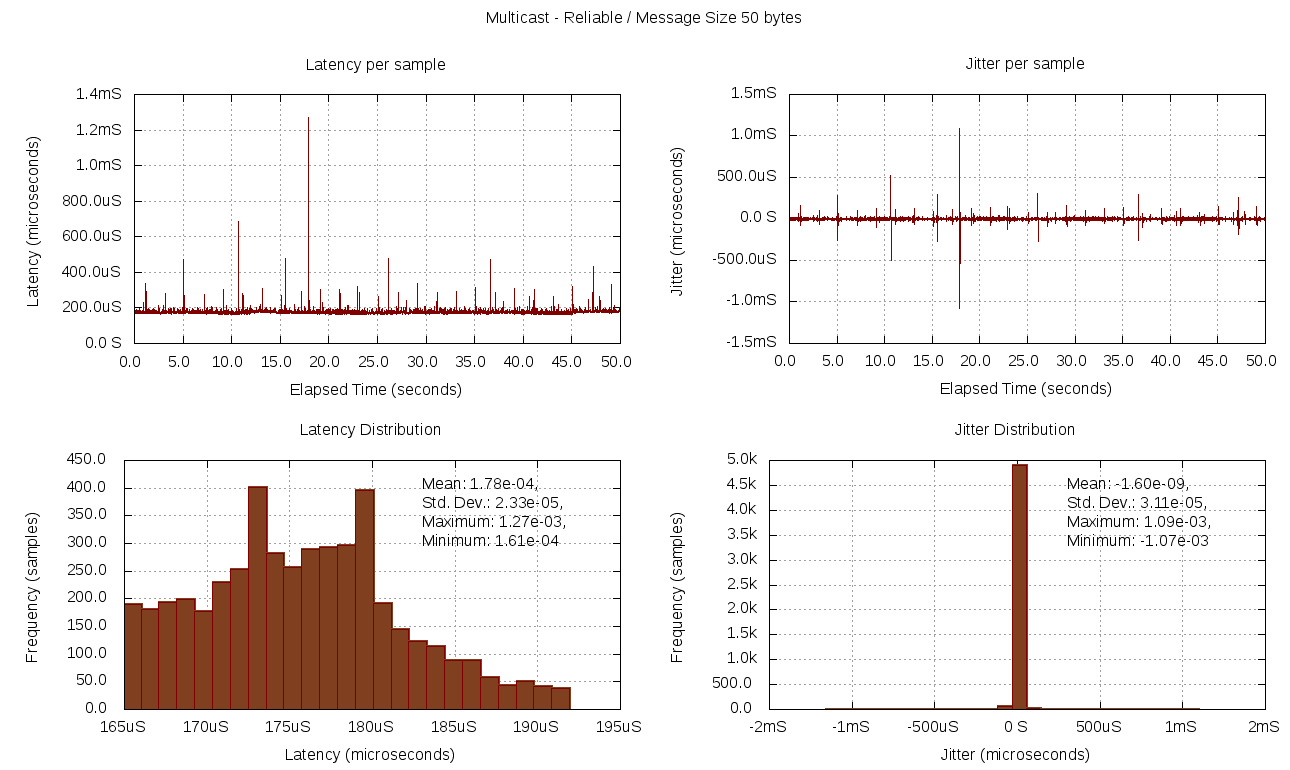 Multicast - Reliable / Message Size 50 bytes
Latency per sample
1.4mS
1.2mS
1.0mS
800.0uS
600.0uS
400.0uS
200.0uS
0.0 S
Latency (microseconds)
0.0 5.0 10.0 15.0 20.0 25.0 30.0 35.0 40.0 45.0 50.0
Elapsed Time (seconds)
Jitter per sample
1.5mS
1.0mS
500.0uS
0.0 S
-500.0uS
-1.0mS
-1.5mS
Jitter (microseconds)
0.0 5.0 10.0 15.0 20.0 25.0 30.0 35.0 40.0 45.0 50.0
Elapsed Time (seconds)
Latency Distribution
450.0
400.0
350.0
300.0
250.0
200.0
150.0
100.0
50.0
0.0
Frequency (samples)
Mean: 1.78e-04,
Std. Dev.: 2.33e-05,
Maximum: 1.27e-03,
Minimum: 1.61e-04
165uS 170uS 175uS 180uS 185uS 190uS 195uS
Latency (microseconds)
Jitter Distribution
5.0k
4.5k
4.0k
3.5k
3.0k
2.5k
2.0k
1.5k
1.0k
500.0
0.0
Frequency (samples)
Mean: -1.60e-09,
Std. Dev.: 3.11e-05,
Maximum: 1.09e-03,
Minimum: -1.07e-03
-2mS -1mS -500uS 0 S 500uS 1mS 2mS
Jitter (microseconds)